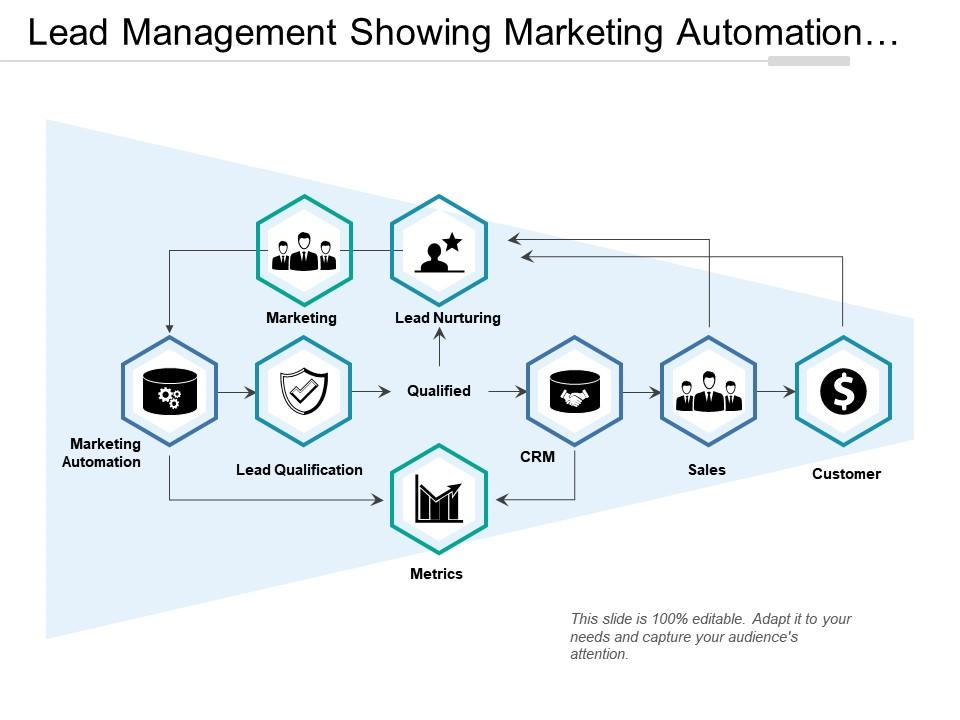 Lead Management Showing Marketing Automation…
Marketing
Lead Nurturing
Qualified
Marketing
Automation
Lead Qualification
CRM
Sales
Customer
Metrics
This slide is 100% editable. Adapt it to your
needs and capture your audience's
attention.